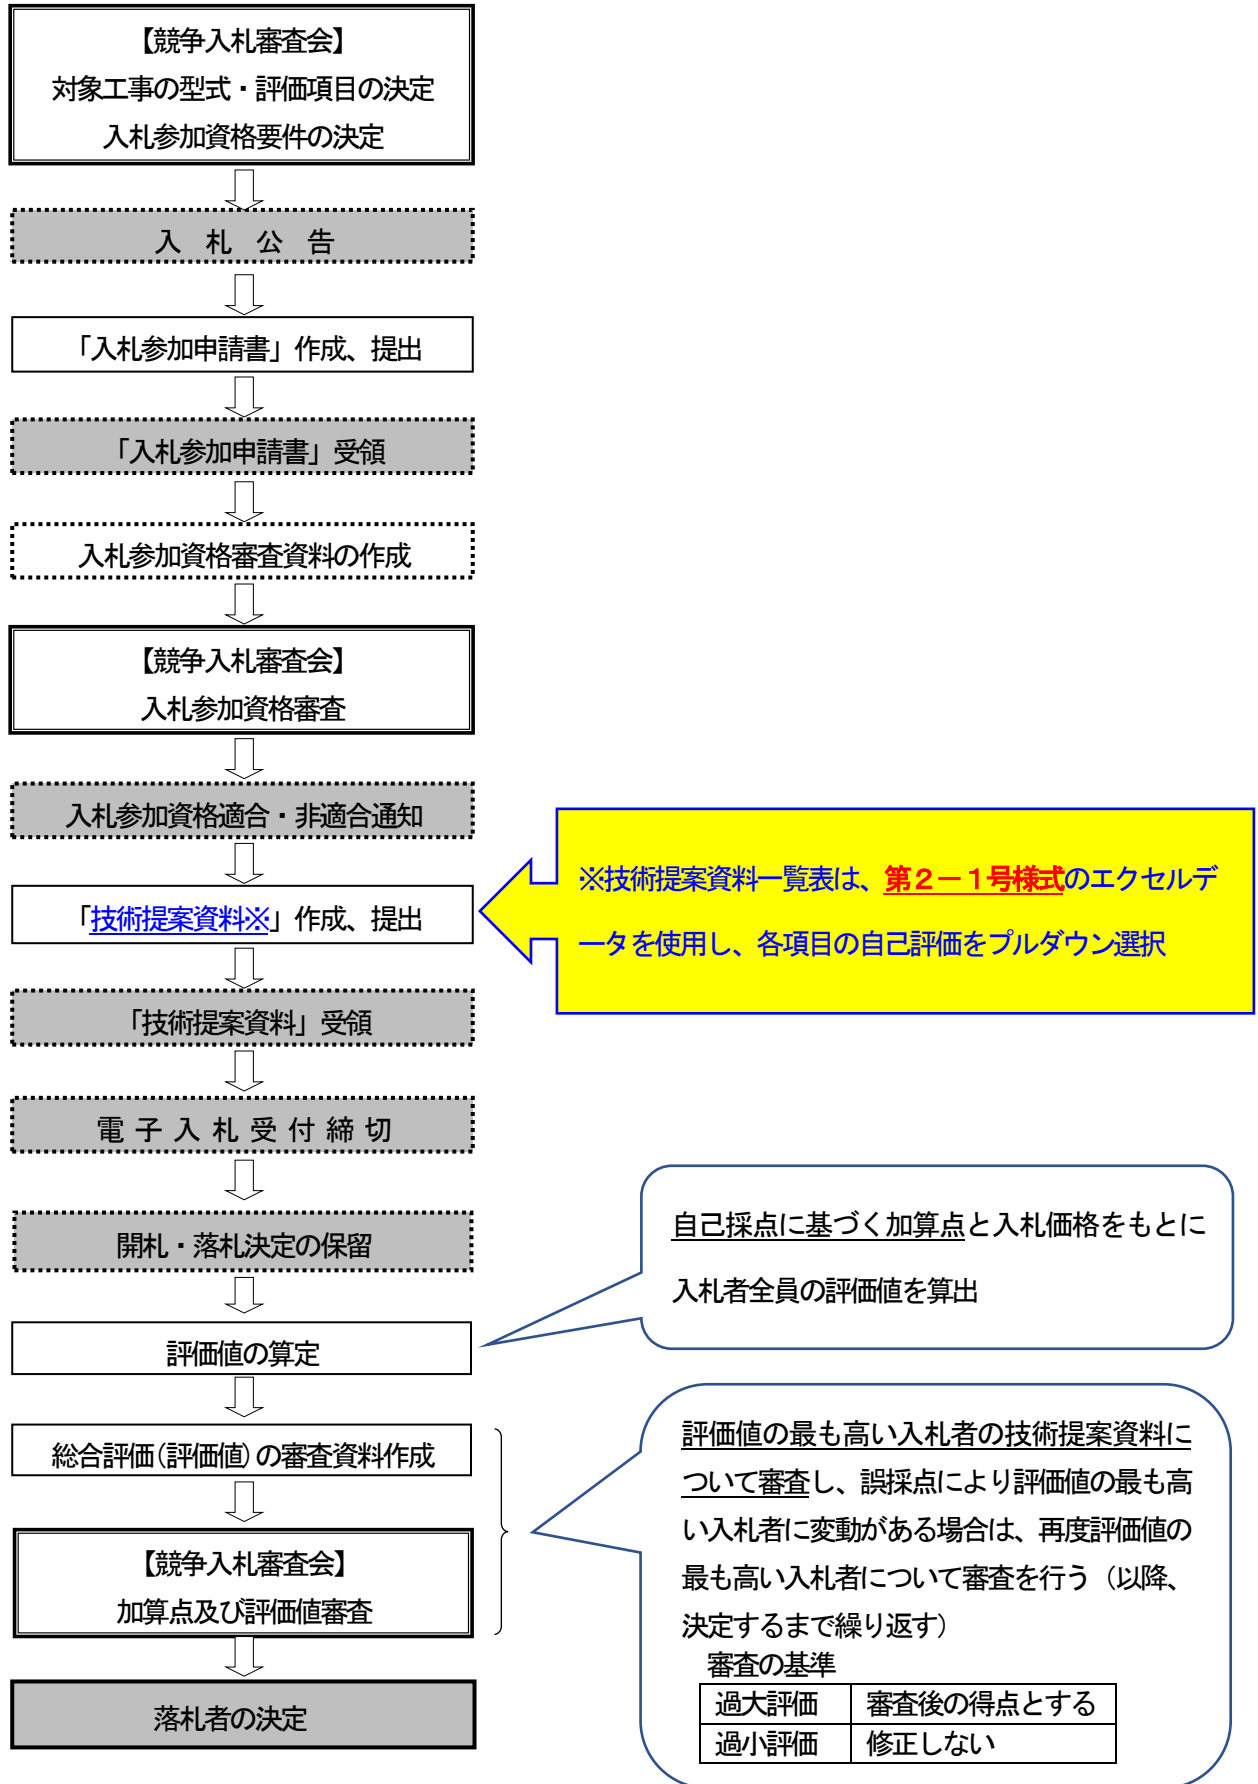 【競争入札審査会】
対象工事の型式・評価項目の決定
入札参加資格要件の決定
入　札　公　告
「入札参加申請書」作成、提出
「入札参加申請書」受領
入札参加資格審査資料の作成
【競争入札審査会】
入札参加資格審査
入札参加資格適合・非適合通知
「技術提案資料※」作成、提出
※技術提案資料一覧表は、第２－１号様式のエクセルデ
ータを使用し、各項目の自己評価をプルダウン選択
「技術提案資料」受領
電子入札受付締切
開札・落札決定の保留
自己採点に基づく加算点と入札価格をもとに
入札者全員の評価値を算出
評価値の算定
総合評価(評価値)の審査資料作成
【競争入札審査会】
加算点及び評価値審査
評価値の最も高い入札者の技術提案資料に
ついて審査し、誤採点により評価値の最も高
い入札者に変動がある場合は、再度評価値の
最も高い入札者について審査を行う（以降、
決定するまで繰り返す）
審査の基準
過大評価　審査後の得点とする
過小評価　修正しない
落札者の決定